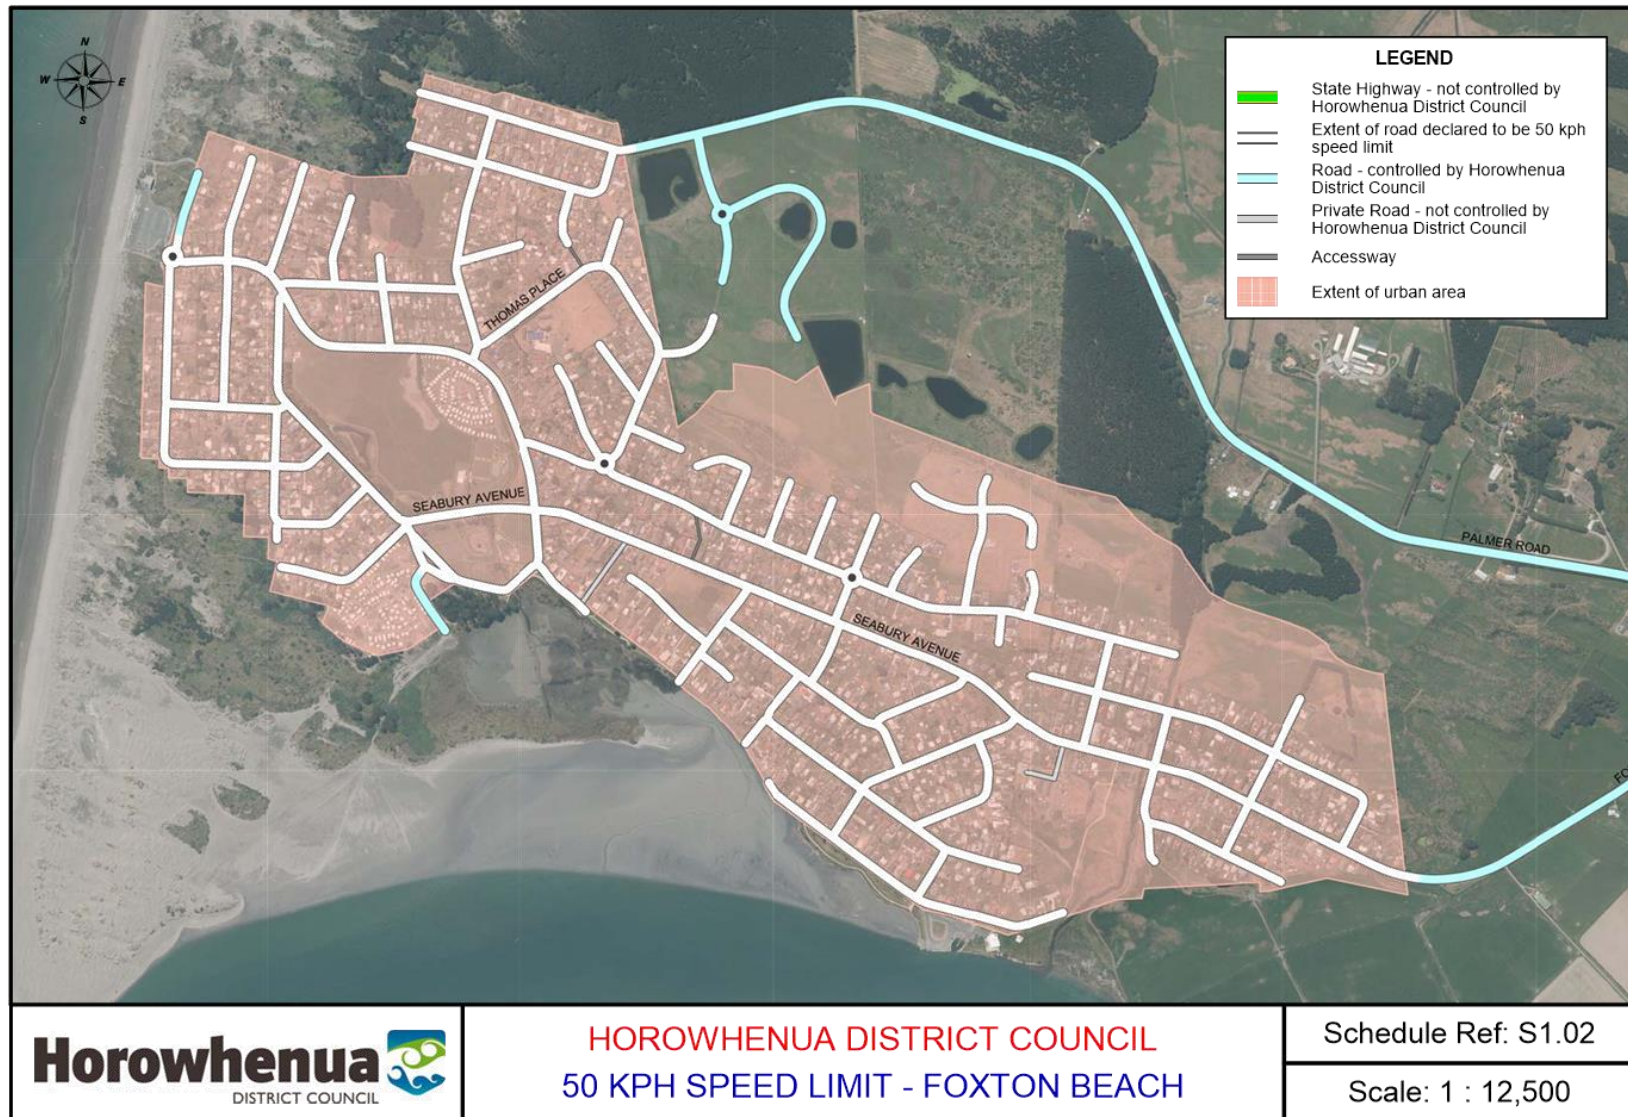 N
W
E
S
LEGEND
State Highway - not controlled by
Horowhenua District Council
Extent of road declared to be 50 kph
speed limit
Road - controlled by Horowhenua
District Council
Private Road - not controlled by
Horowhenua District Council
Accessway
Extent of urban area
THOMAS PLACE
SEABURY AVENUE
PALMER ROAD
SEABURY AVENUE
FO
Horowhenua
DISTRICT COUNCIL
HOROWHENUA DISTRICT COUNCIL
50 KPH SPEED LIMIT - FOXTON BEACH
Schedule Ref: S1.02
Scale: 1 : 12,500